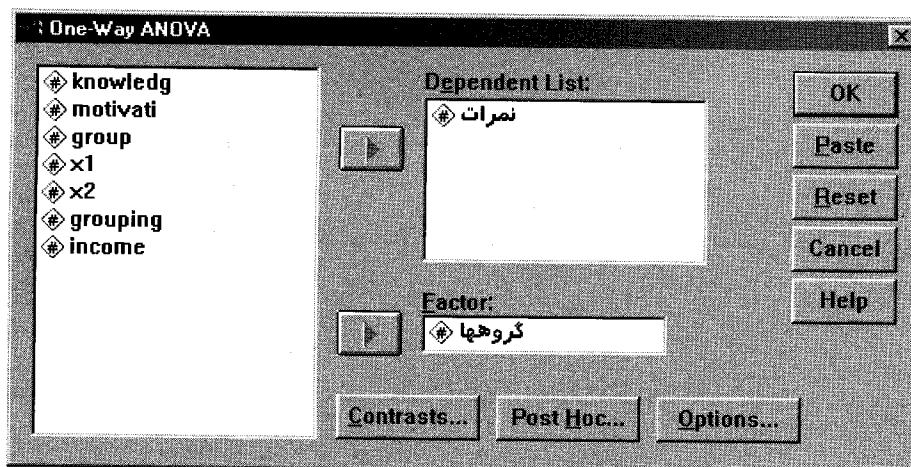 One-Way ANOVA
knowledg
motivati
group
x1
x2
grouping
income
Dependent List:
نمرات
Factor:
گروهها
Contrasts...
Post Hoc...
Options...
OK
Paste
Reset
Cancel
Help